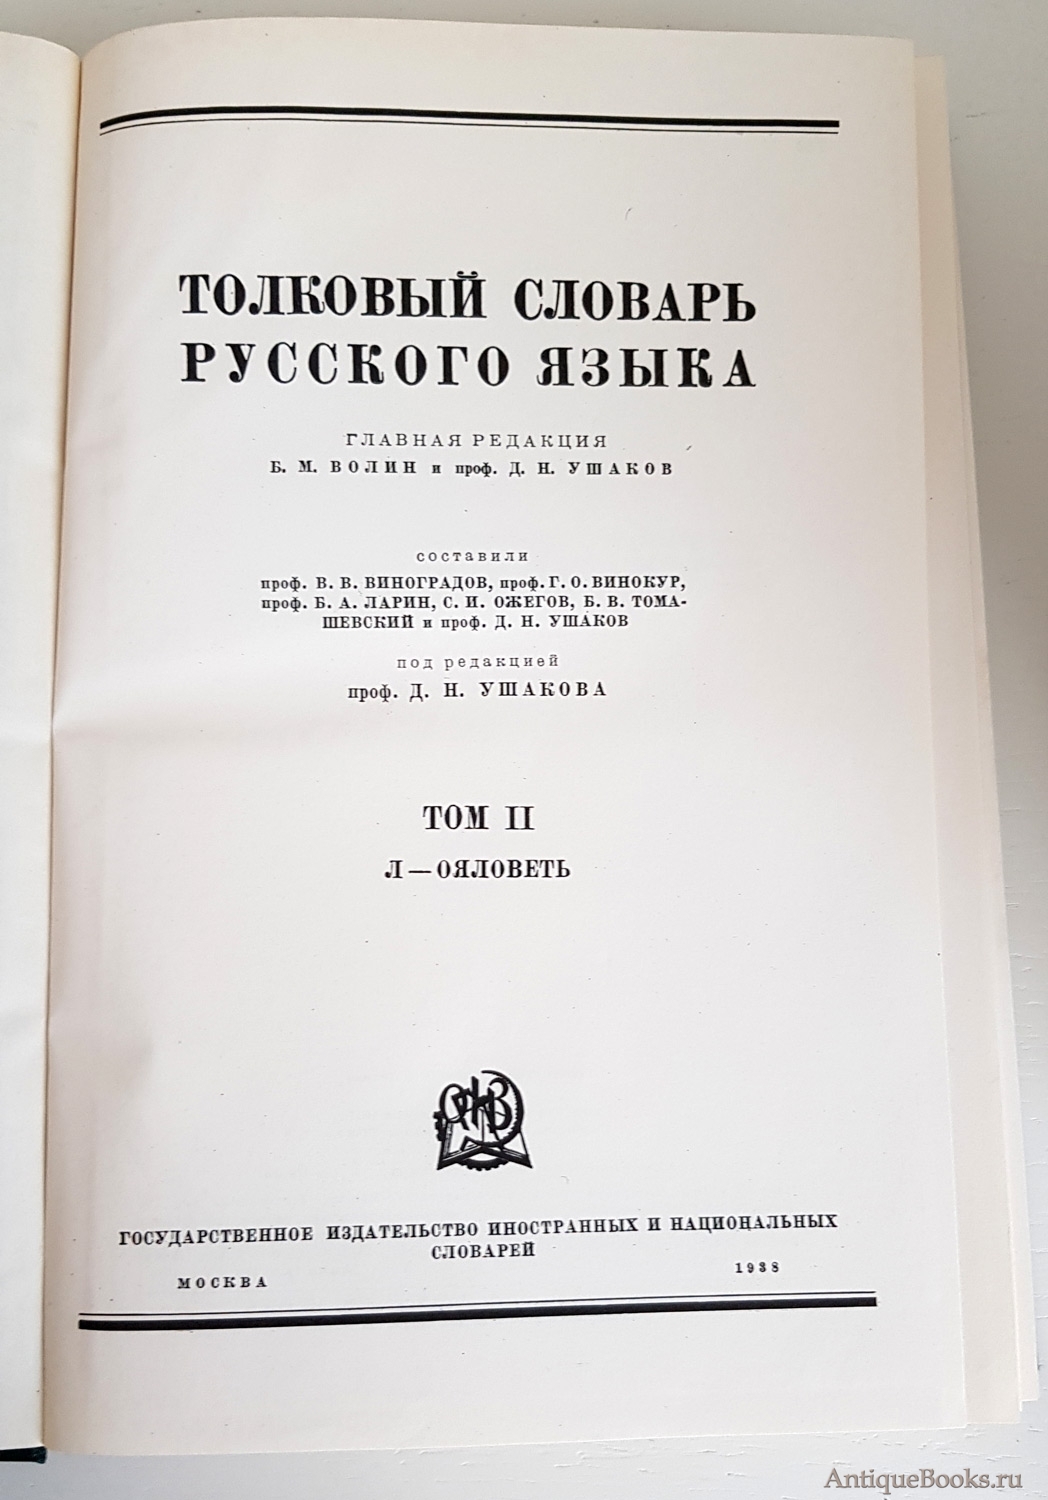 ТОЛКОВЫЙ СЛОВАРЬ
РУССКОГО ЯЗЫКА
ГЛАВНАЯ РЕДАКЦИЯ
Б. М. ВОЛИН и проф. Д. Н. УШАКОВ
составили
проф. В. В. ВИНОГРАДОВ, проф. Г. О. ВИНОКУР,
проф. Б. А. ЛАРИН, С. И. ОЖЕГОВ, Б. В. ТОМА-
ШЕВСКИЙ и проф. Д. Н. УШАКОВ
под редакцией
проф. Д. Н. УШАКОВА
ТОМ II
Л—ОЯЛОВЕТЬ
ГОСУДАРСТВЕННОЕ ИЗДАТЕЛЬСТВО ИНОСТРАННЫХ И НАЦИОНАЛЬНЫХ
СЛОВАРЕЙ
МОСКВА 1938
AntiqueBooks.ru